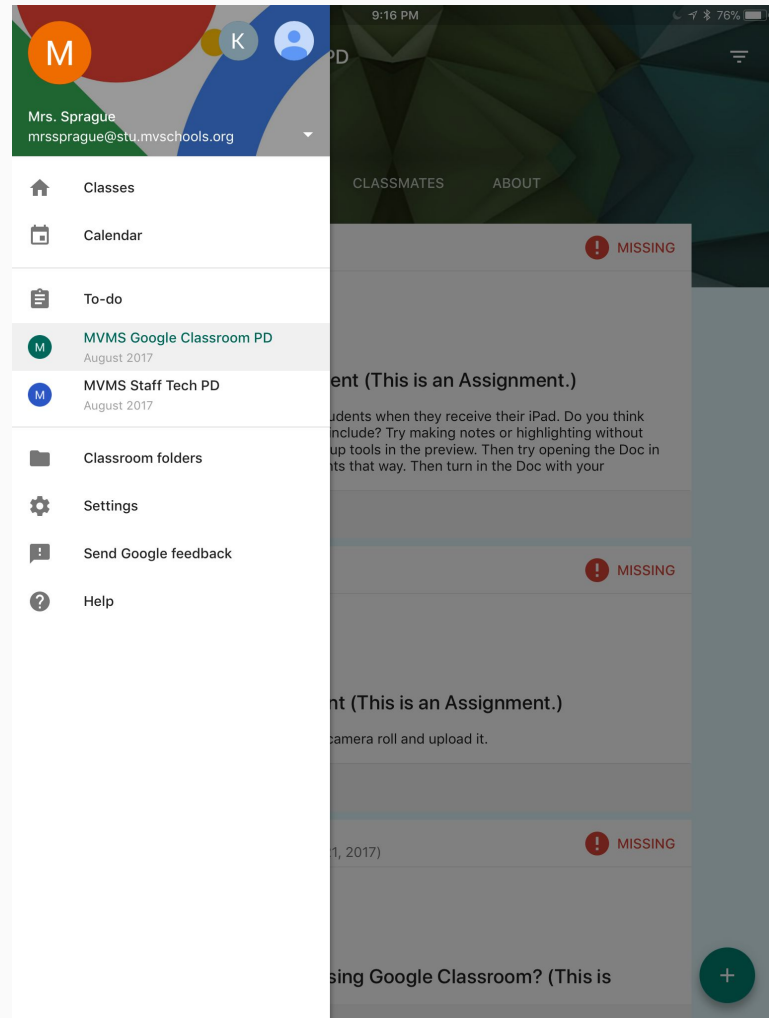 9:16 PM
76%
PD
M
K
Mrs. Sprague
mrssprague@stu.mvschools.org
CLASSMATES
ABOUT
Classes
Calendar
To-do
M
MVMS Google Classroom PD
August 2017
M
MVMS Staff Tech PD
August 2017
Classroom folders
Settings
Send Google feedback
Help
MISSING
ent (This is an Assignment.)
udents when they receive their iPad. Do you think
include? Try making notes or highlighting without
up tools in the preview. Then try opening the Doc in
nts that way. Then turn in the Doc with your
MISSING
nt (This is an Assignment.)
camera roll and upload it.
1, 2017)
MISSING
sing Google Classroom? (This is